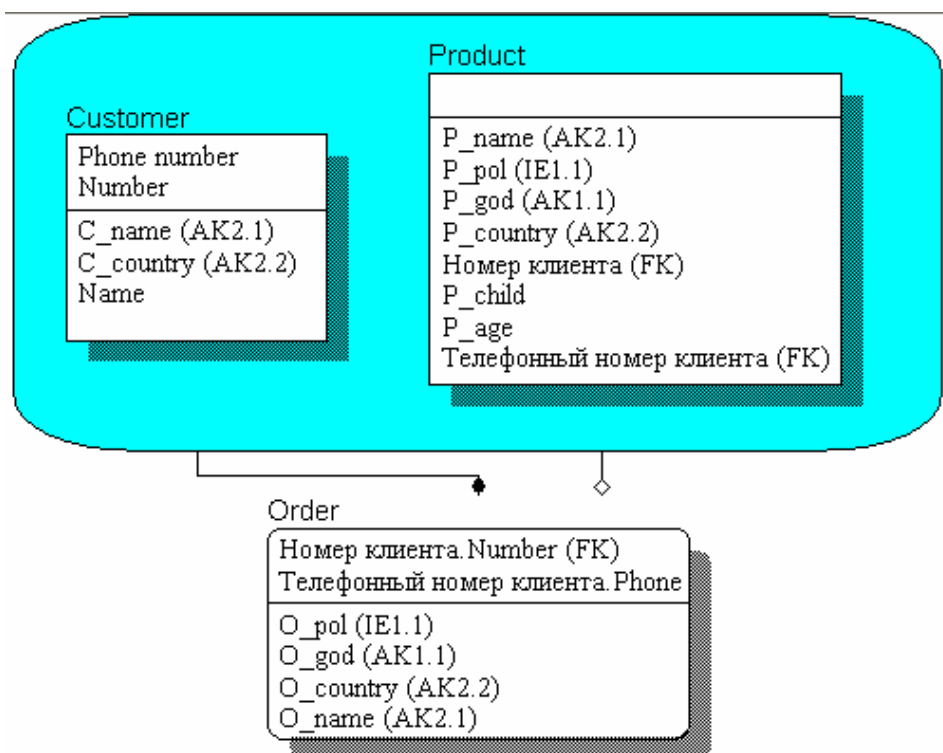 Product
P_name (AK2.1)
P_pol (IE1.1)
P_god (AK1.1)
P_country (AK2.2)
Номер клиента (FK)
P_child
P_age
Телефонный номер клиента (FK)
Customer
Phone number
Number
C_name (AK2.1)
C_country (AK2.2)
Name
Order
Номер клиента.Number (FK)
Телефонный номер клиента.Phone
O_pol (IE1.1)
O_god (AK1.1)
O_country (AK2.2)
O_name (AK2.1)